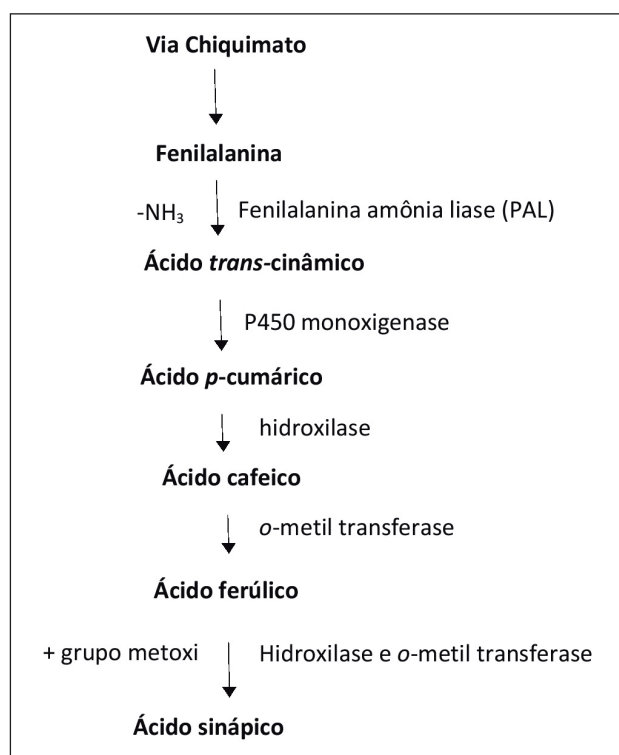 Via Chiquimato
Fenilalanina
-NH₃ Fenilalanina amônia liase (PAL)
Ácido trans-cinâmico
P450 monoxigenase
Ácido p-cumárico
hidroxilase
Ácido cafeico
o-metil transferase
Ácido ferúlico
+ grupo metoxi Hidroxilase e o-metil transferase
Ácido sinápico